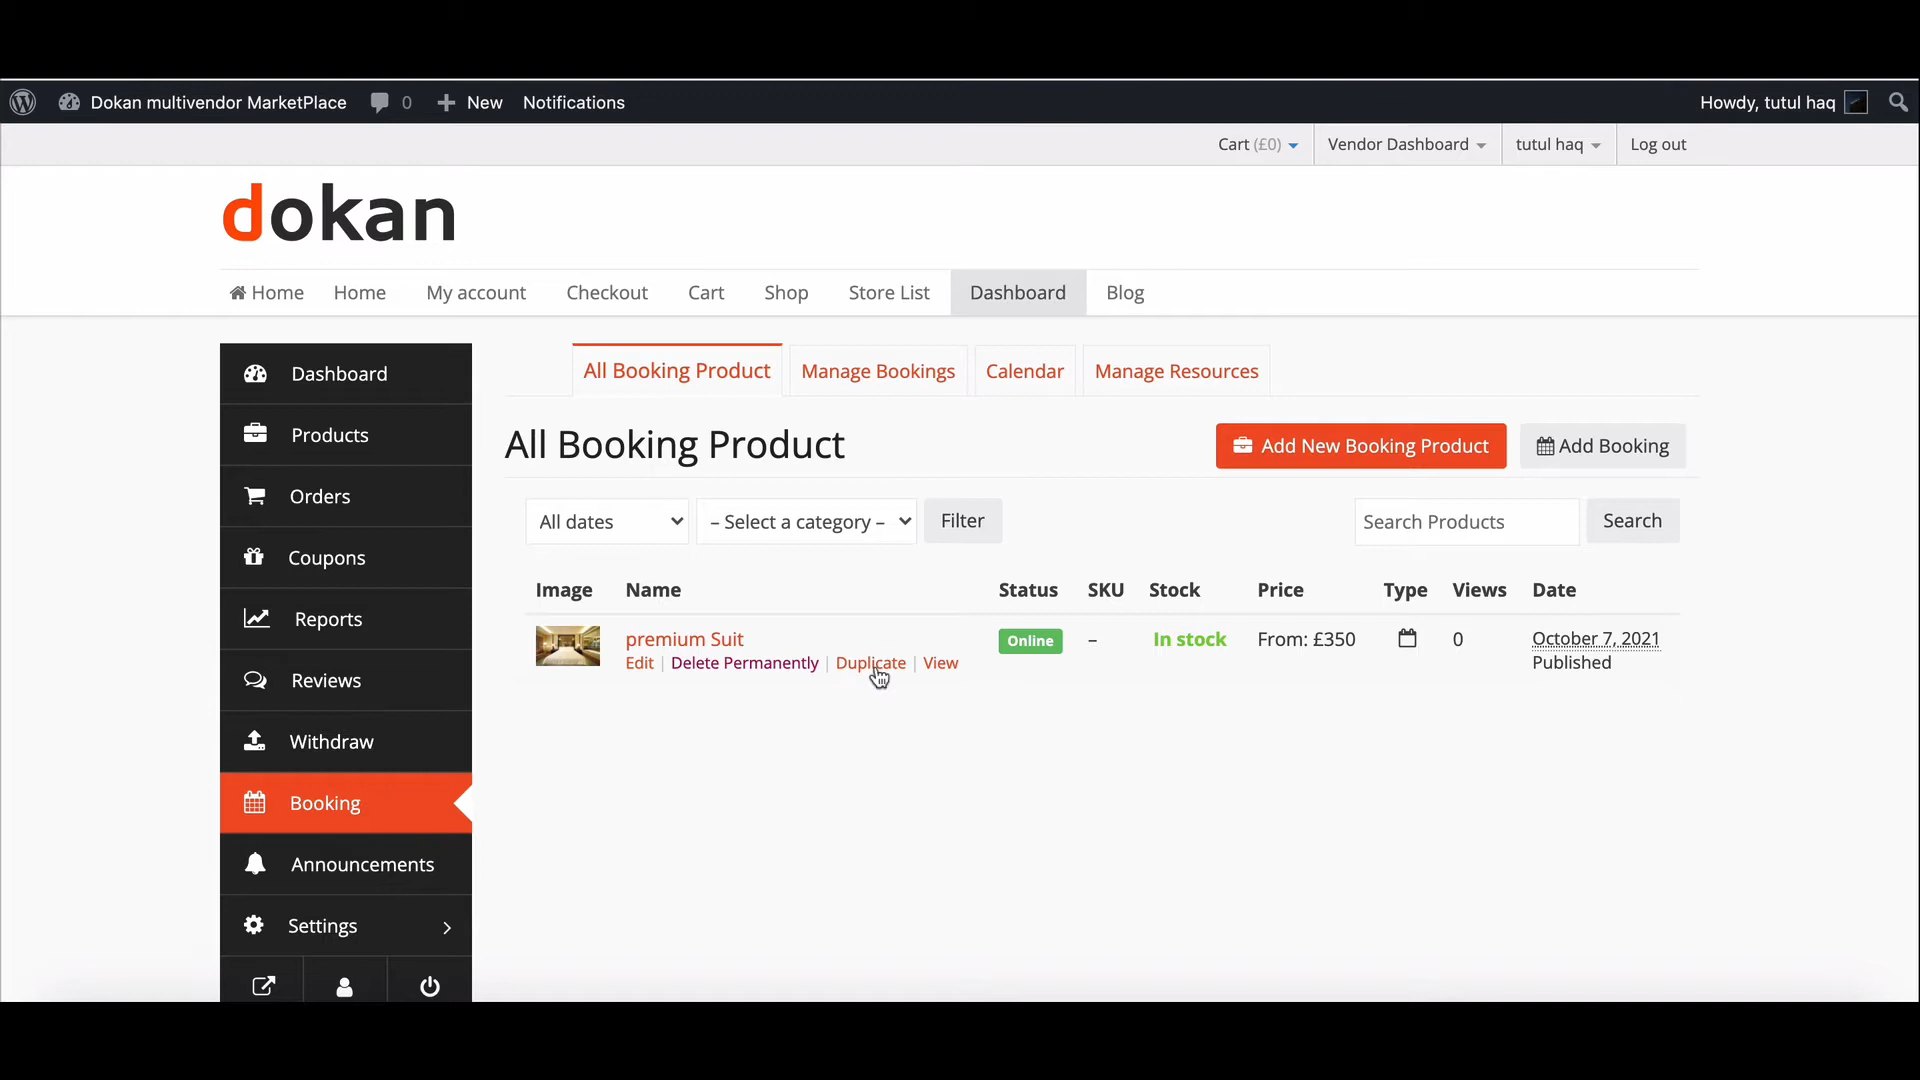 Dokan multivendor MarketPlace 0 New Notifications Howdy, tutul haq
Cart (£0) Vendor Dashboard tutul haq Log out
dokan
Home Home My account Checkout Cart Shop Store List Dashboard Blog
Dashboard
Products
Orders
Coupons
Reports
Reviews
Withdraw
Booking
Announcements
Settings
All Booking Product Manage Bookings Calendar Manage Resources
All Booking Product Add New Booking Product Add Booking
All dates – Select a category – Filter Search Products Search
Image Name Status SKU Stock Price Type Views Date
premium Suit Online – In stock From: £350 0 October 7, 2021
Edit | Delete Permanently | Duplicate | View Published